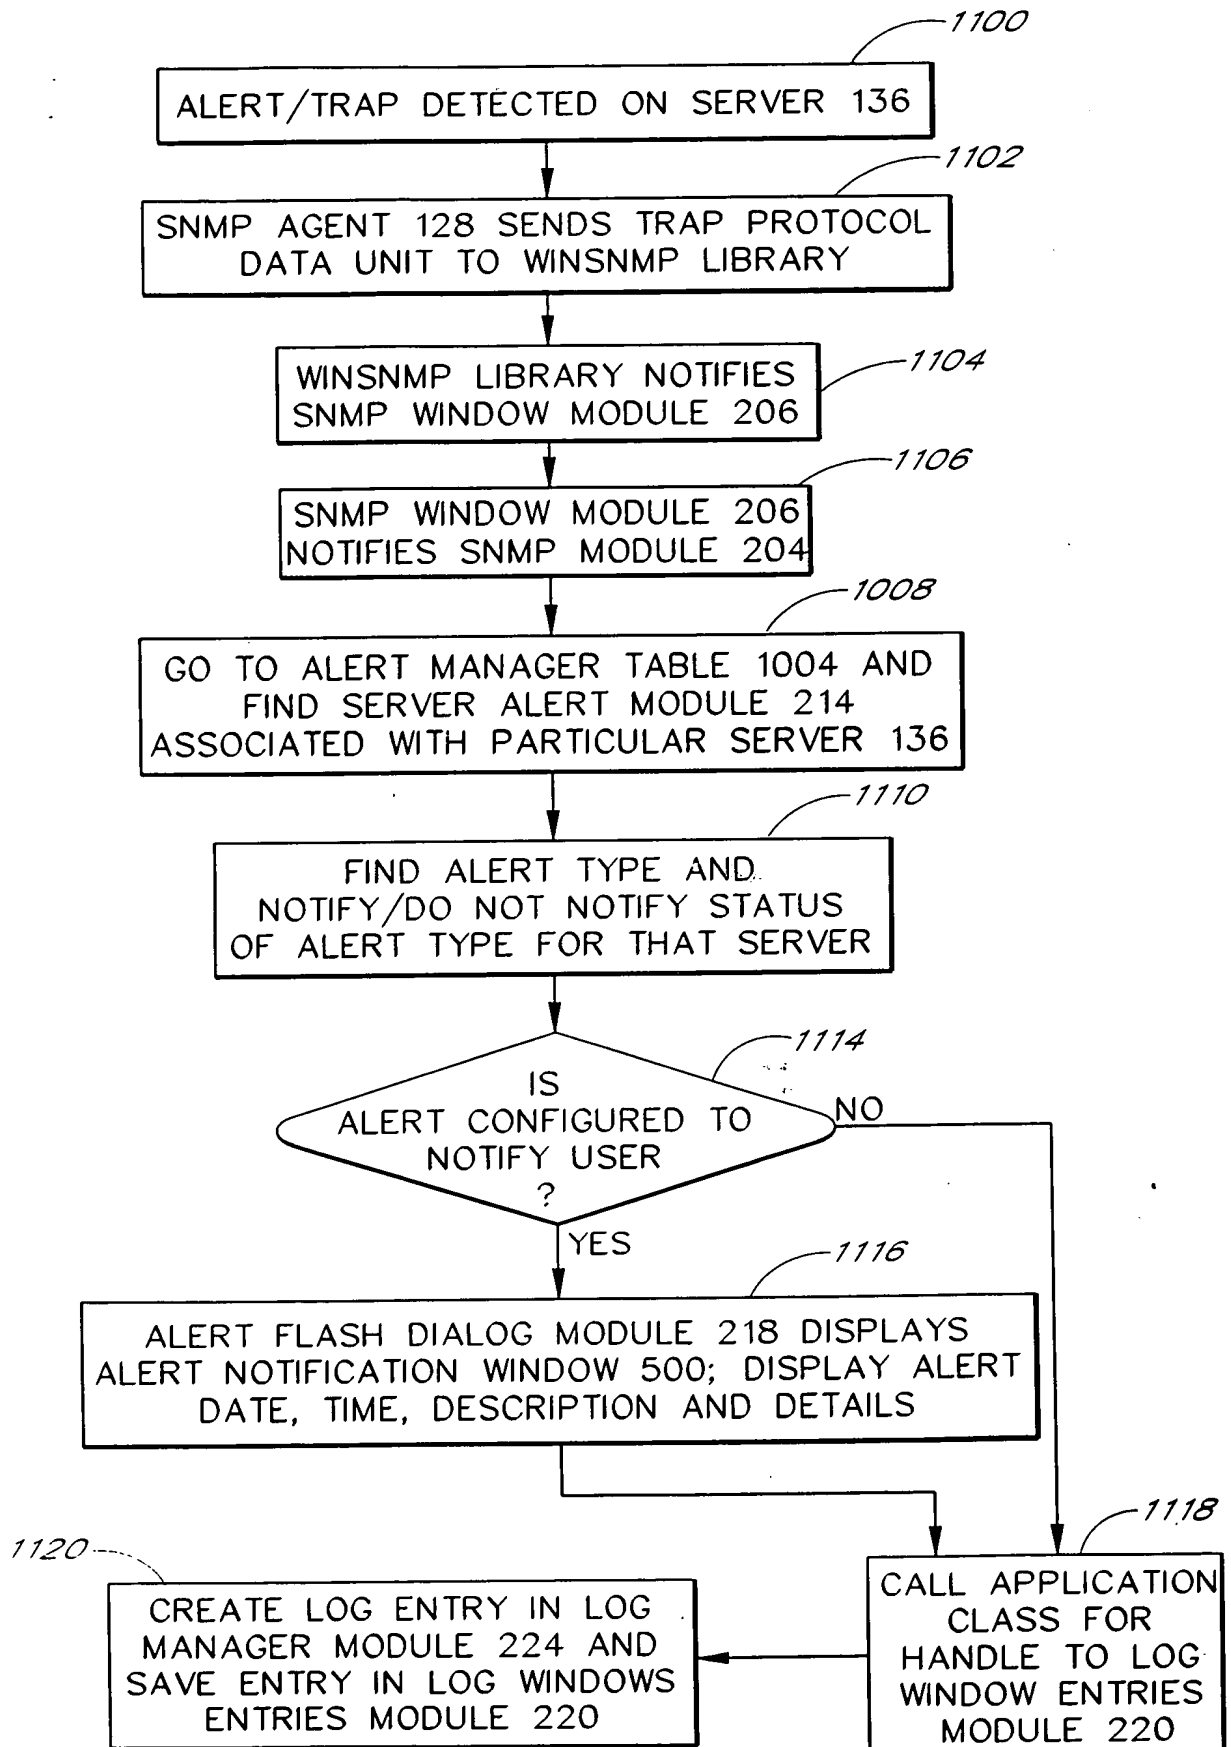 1100
ALERT/TRAP DETECTED ON SERVER 136
1102
SNMP AGENT 128 SENDS TRAP PROTOCOL
DATA UNIT TO WINSNMP LIBRARY
1104
WINSNMP LIBRARY NOTIFIES
SNMP WINDOW MODULE 206
1106
SNMP WINDOW MODULE 206
NOTIFIES SNMP MODULE 204
1008
GO TO ALERT MANAGER TABLE 1004 AND
FIND SERVER ALERT MODULE 214
ASSOCIATED WITH PARTICULAR SERVER 136
1110
FIND ALERT TYPE AND
NOTIFY/DO NOT NOTIFY STATUS
OF ALERT TYPE FOR THAT SERVER
1114
IS
ALERT CONFIGURED TO
NOTIFY USER
?
NO
YES
1116
ALERT FLASH DIALOG MODULE 218 DISPLAYS
ALERT NOTIFICATION WINDOW 500; DISPLAY ALERT
DATE, TIME, DESCRIPTION AND DETAILS
1118
CALL APPLICATION
CLASS FOR
HANDLE TO LOG
WINDOW ENTRIES
MODULE 220
1120
CREATE LOG ENTRY IN LOG
MANAGER MODULE 224 AND
SAVE ENTRY IN LOG WINDOWS
ENTRIES MODULE 220